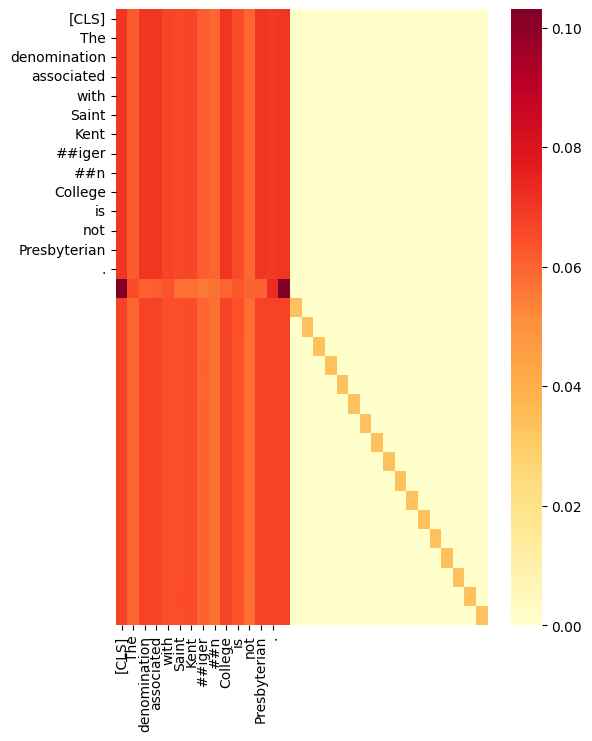 [CLS]
The
denomination
associated
with
Saint
Kent
##iger
##n
College
is
not
Presbyterian
.
0.10
0.08
0.06
0.04
0.02
0.00
[CLS]
The
denomination
associated
with
Saint
Kent
##iger
##n
College
is
not
Presbyterian
.